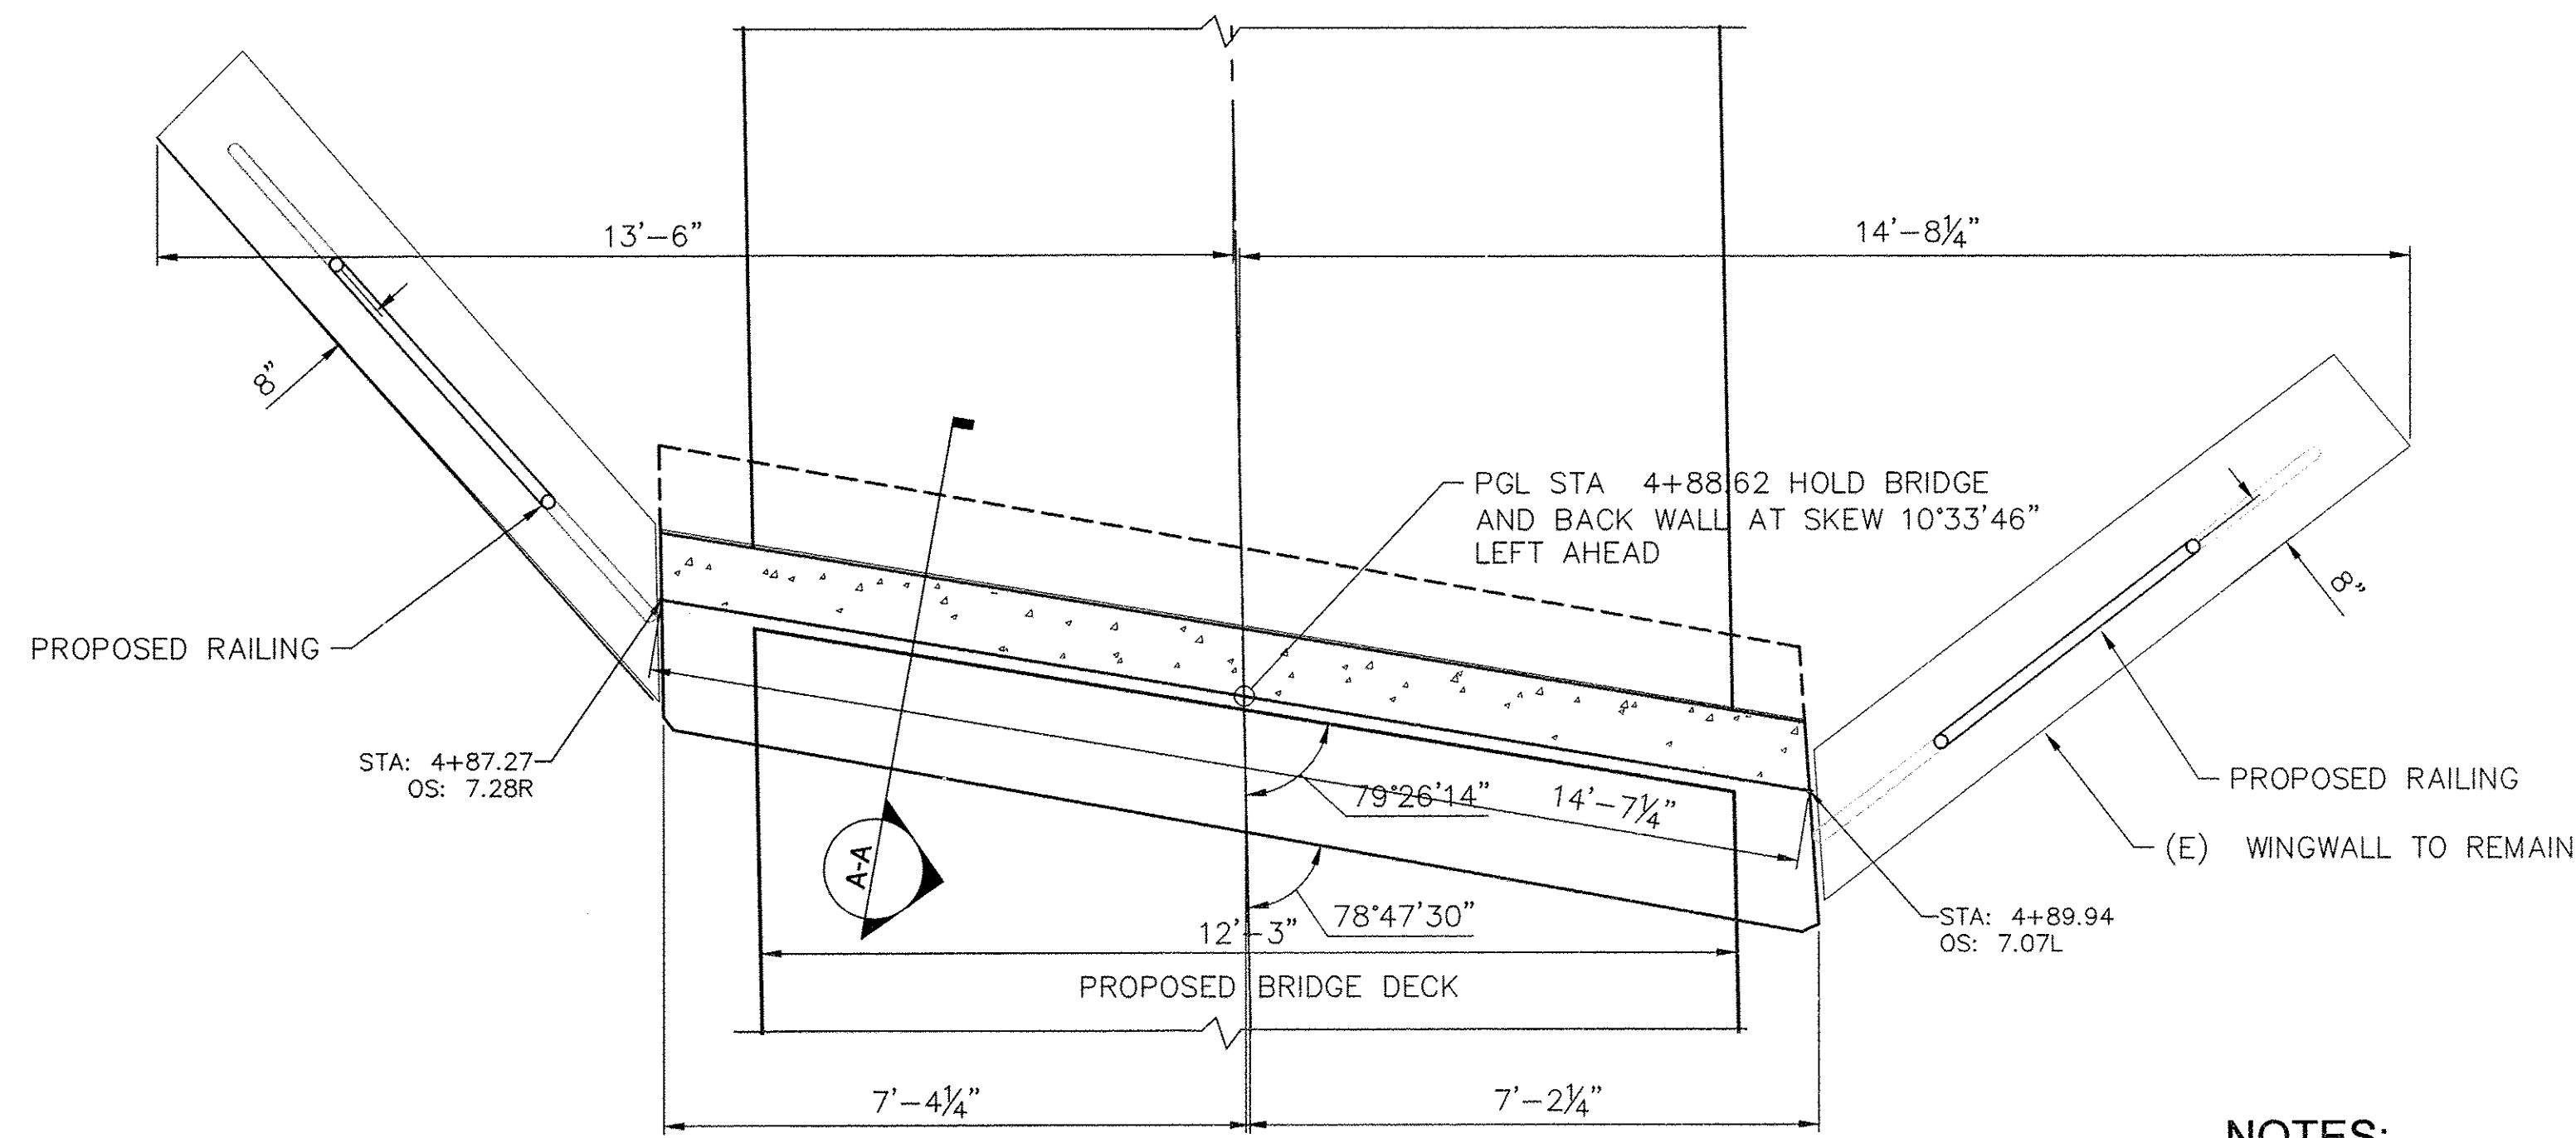 13'-6"
14'-8¼"
8"
PGL STA 4+88.62 HOLD BRIDGE
AND BACK WALL AT SKEW 10°33'46"
LEFT AHEAD
8"
PROPOSED RAILING
STA: 4+87.27
OS: 7.28R
79°26'14"
14'-7¼"
PROPOSED RAILING
(E) WINGWALL TO REMAIN
A-A
78°47'30"
STA: 4+89.94
OS: 7.07L
12'-3"
PROPOSED BRIDGE DECK
7'-4¼"
7'-2¼"
NOTES: